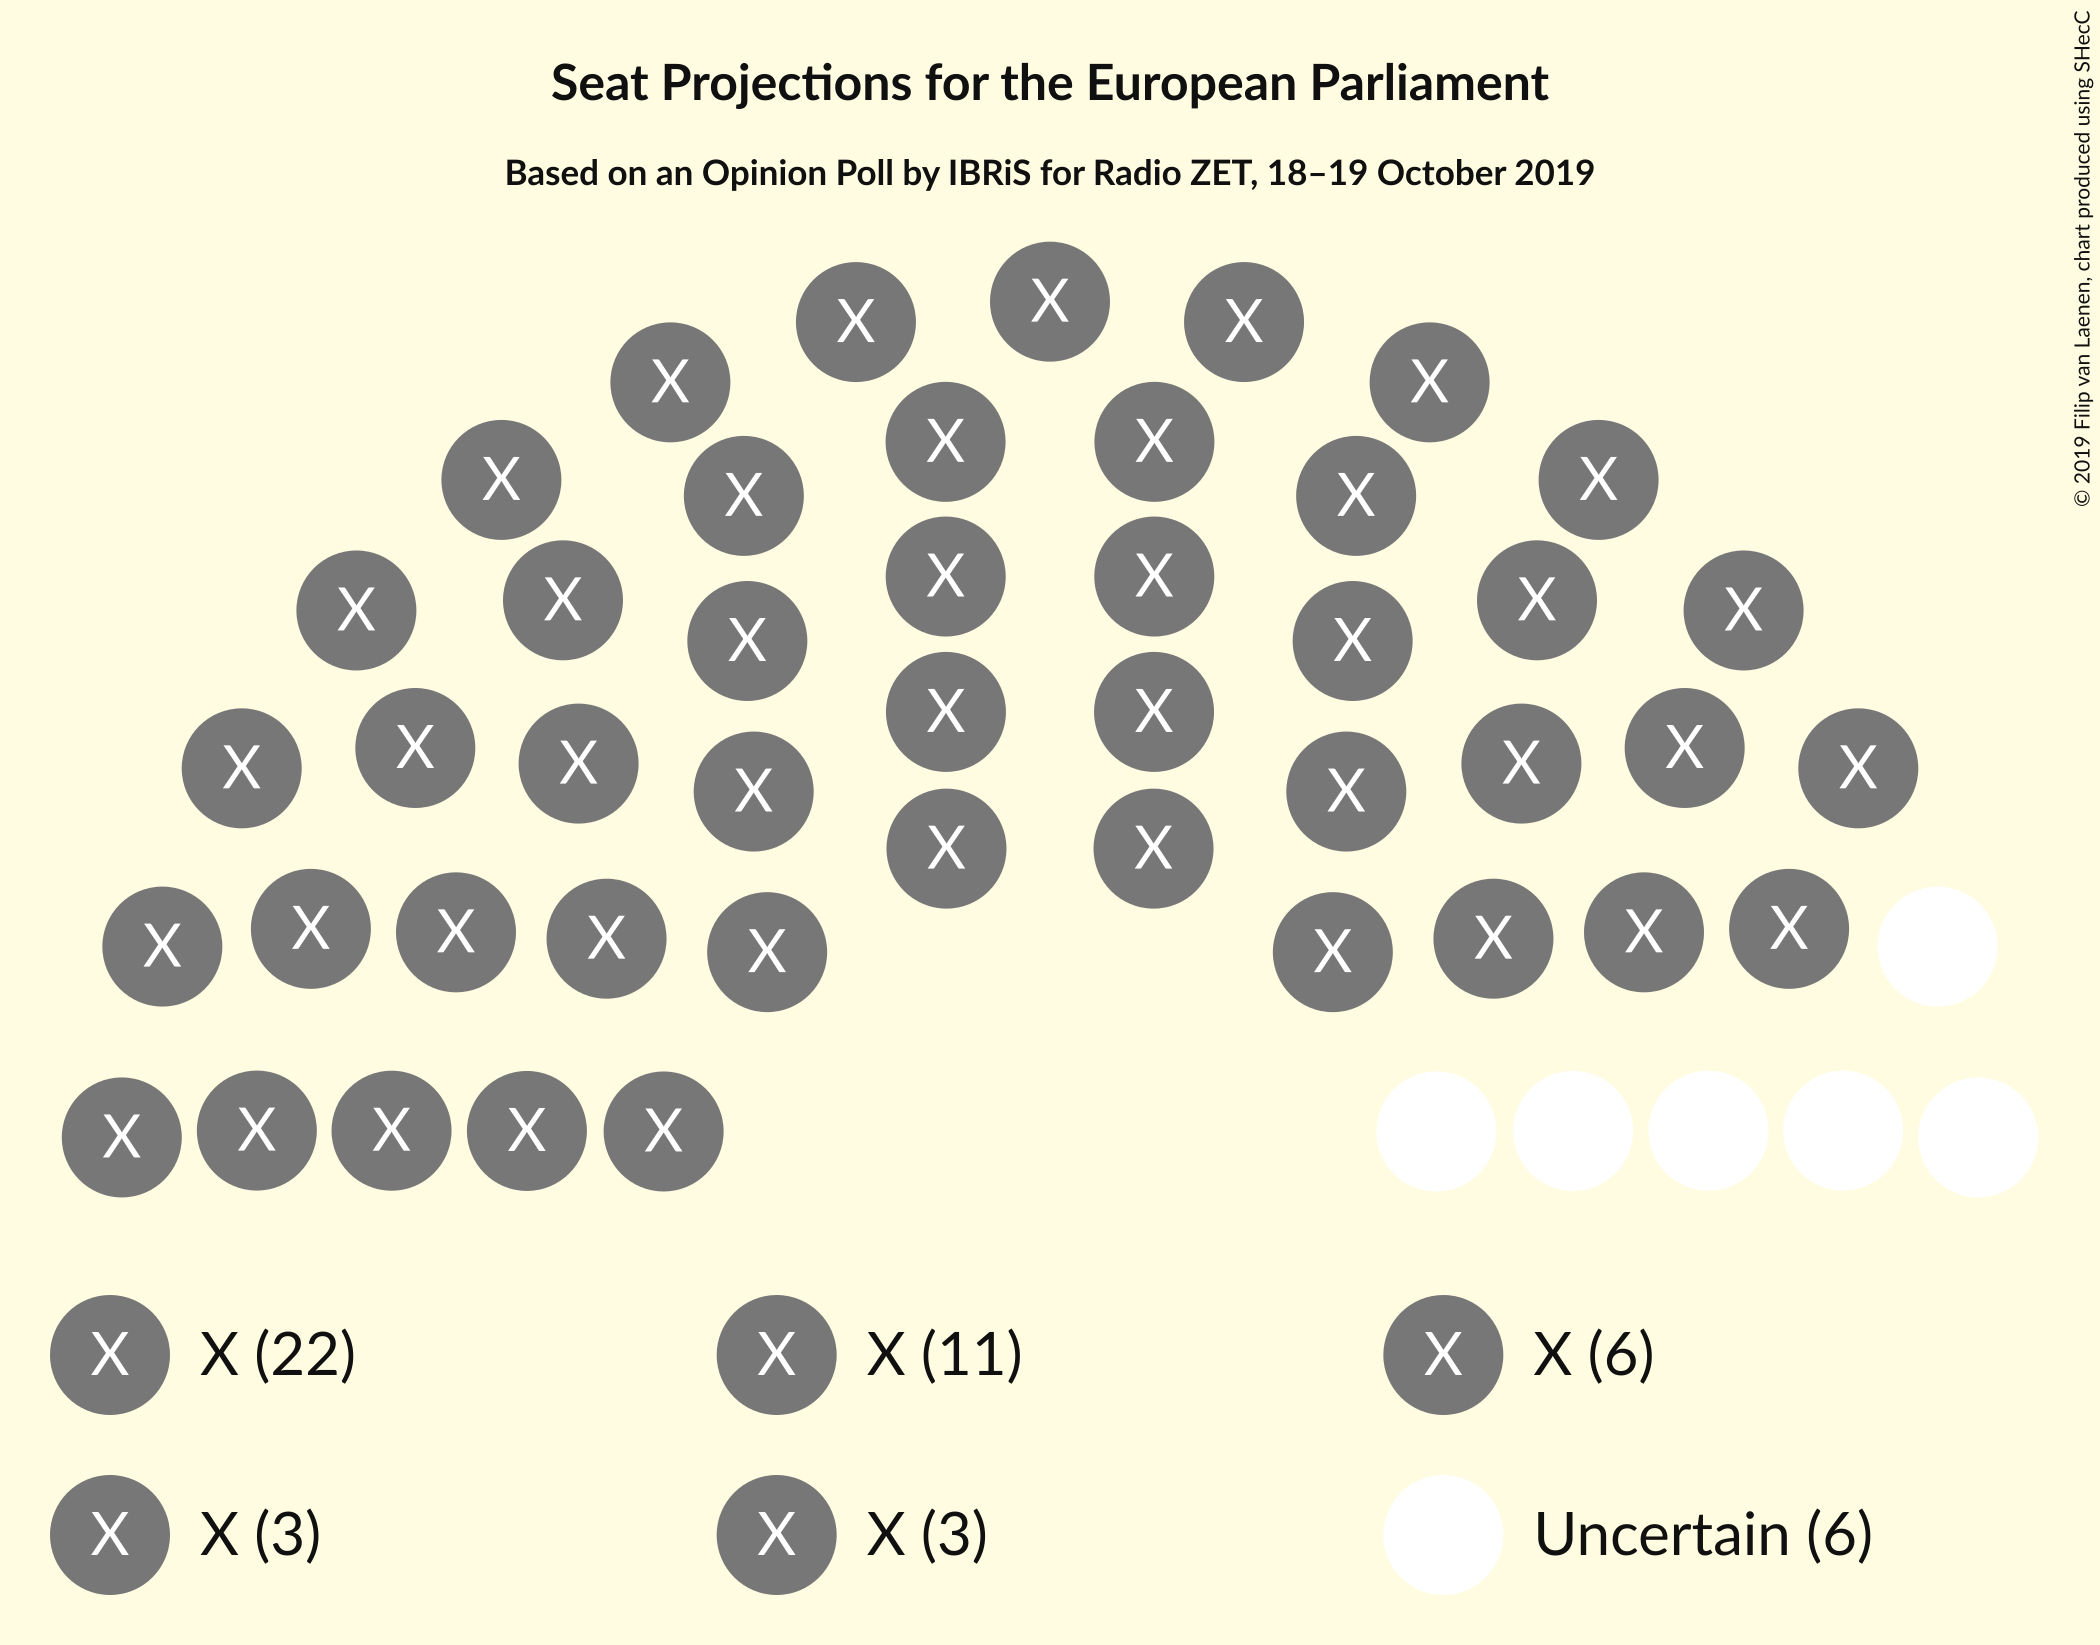 Seat Projections for the European Parliament
Based on an Opinion Poll by IBRiS for Radio ZET, 18–19 October 2019
© 2019 Filip van Laenen, chart produced using SHecC
X
X X
X X
X X
X X
X X
X X
X X
X X
X X
X X X X
X X
X X X X
X X
X X
X X
X X X X
X X
X X
X X
X X X X X
X X X X X
X X (22) X X (11) X X (6)
X X (3) X X (3) Uncertain (6)